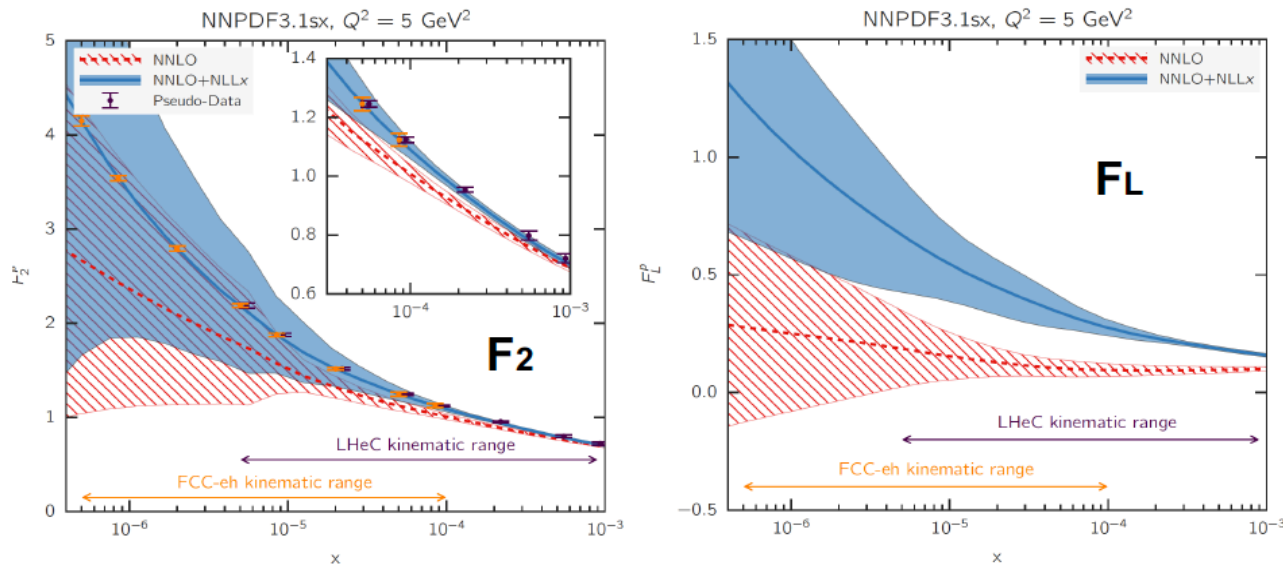 NNPDF3.1sx, Q² = 5 GeV²
5
4
3
2
1
0
F₂ᵖ
NNLO
NNLO+NLLx
Pseudo-Data
1.4
1.2
1.0
0.8
0.6
10⁻⁴
10⁻³
F2
LHeC kinematic range
FCC-eh kinematic range
10⁻⁶
10⁻⁵
10⁻⁴
10⁻³
x
NNPDF3.1sx, Q² = 5 GeV²
1.5
1.0
0.5
0.0
−0.5
F_L^p
NNLO
NNLO+NLLx
FL
LHeC kinematic range
FCC-eh kinematic range
10⁻⁶
10⁻⁵
10⁻⁴
10⁻³
x